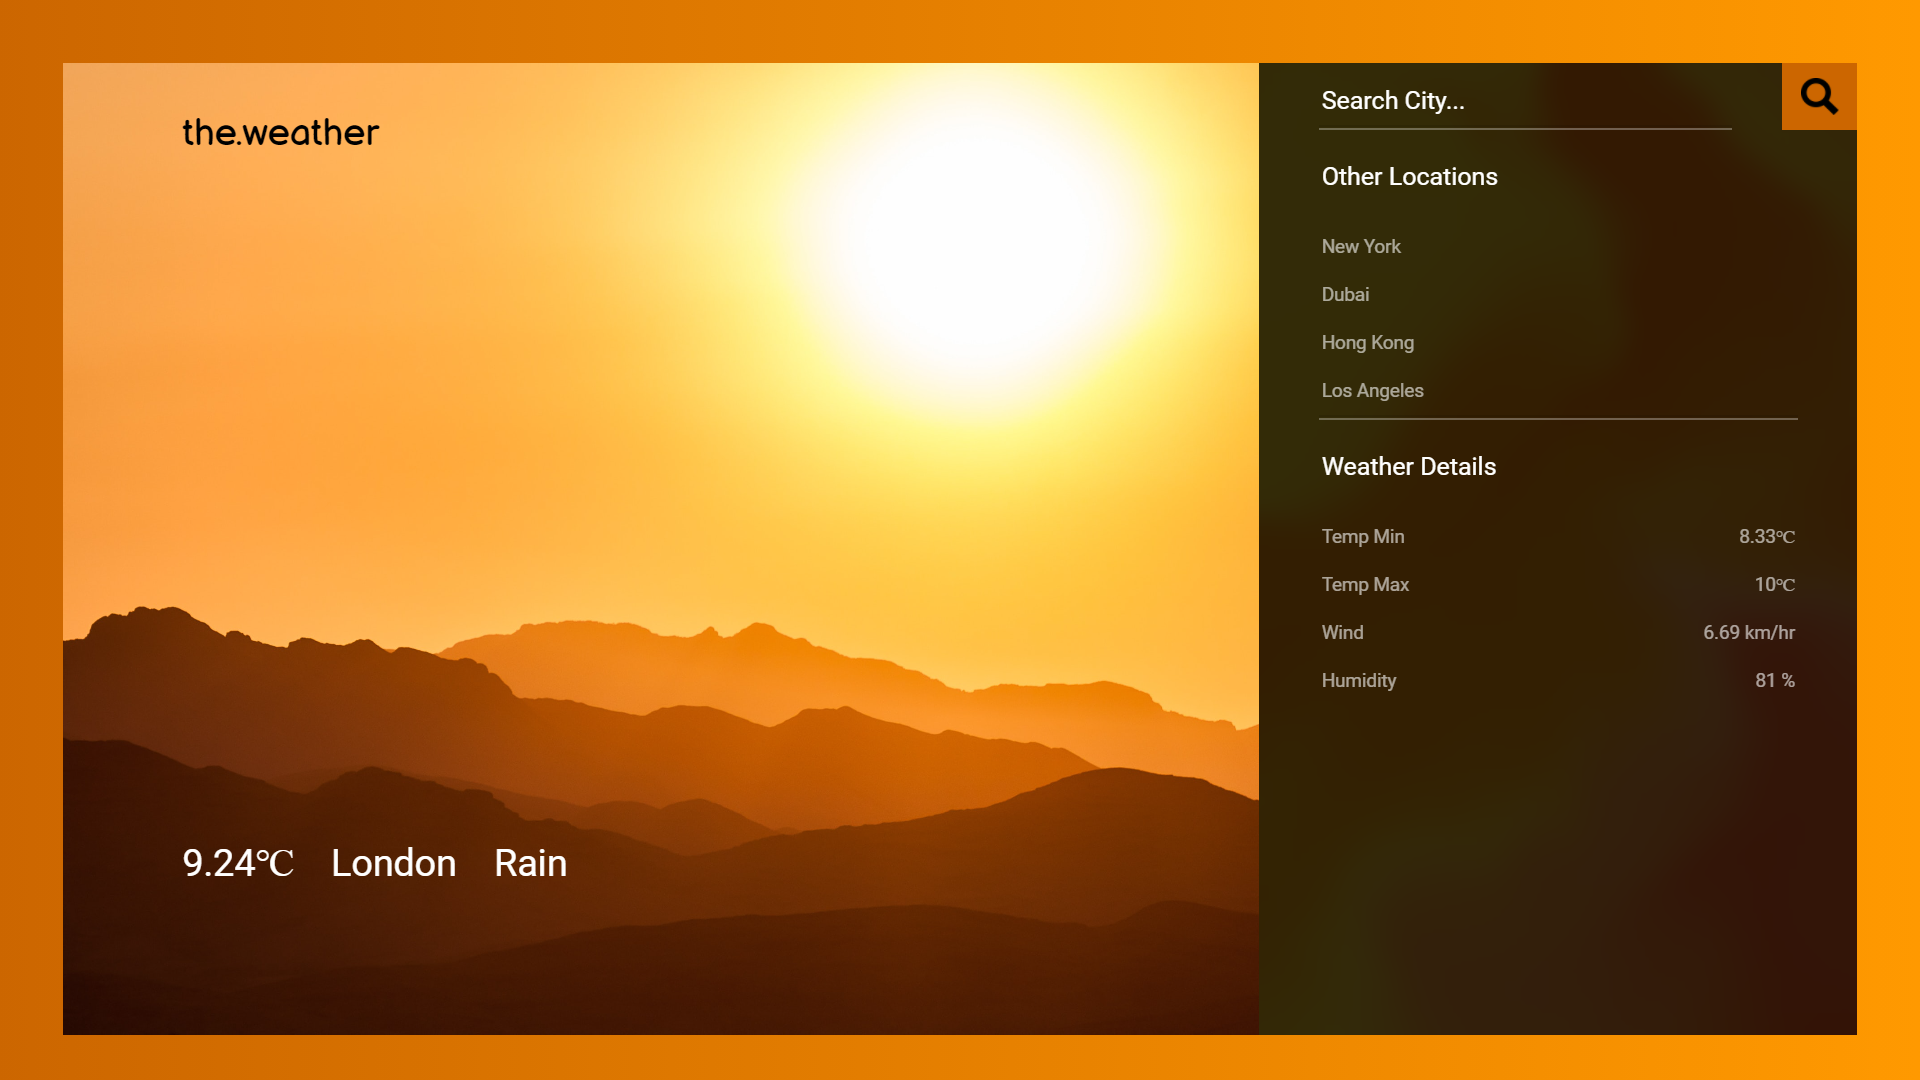 the.weather
9.24℃ London Rain
Search City...
Other Locations
New York
Dubai
Hong Kong
Los Angeles
Weather Details
Temp Min 8.33℃
Temp Max 10℃
Wind 6.69 km/hr
Humidity 81 %